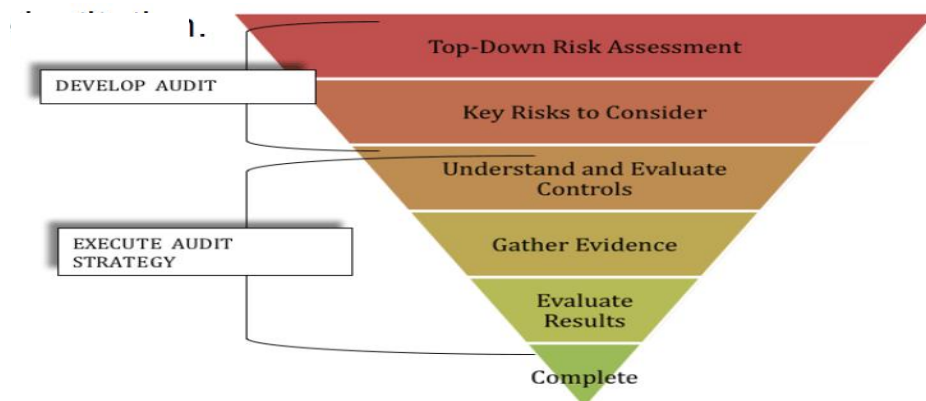 Top-Down Risk Assessment
DEVELOP AUDIT
Key Risks to Consider
Understand and Evaluate
Controls
EXECUTE AUDIT
STRATEGY
Gather Evidence
Evaluate
Results
Complete